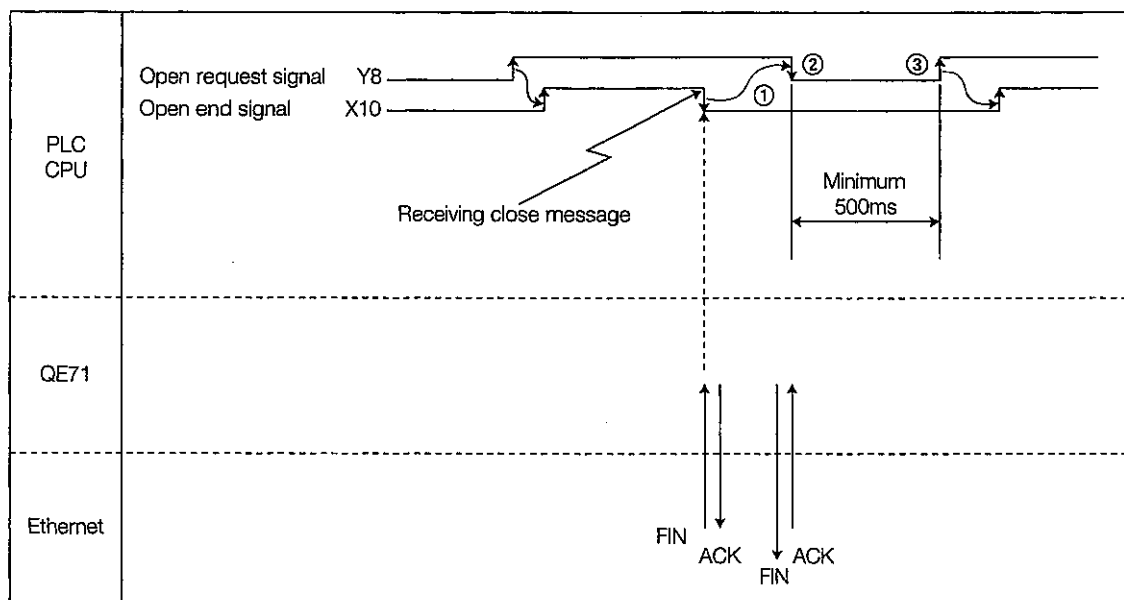 Open request signal Y8
② ③
Open end signal X10
①
PLC
CPU
Minimum
500ms
Receiving close message
QE71
Ethernet
FIN
ACK
FIN
ACK